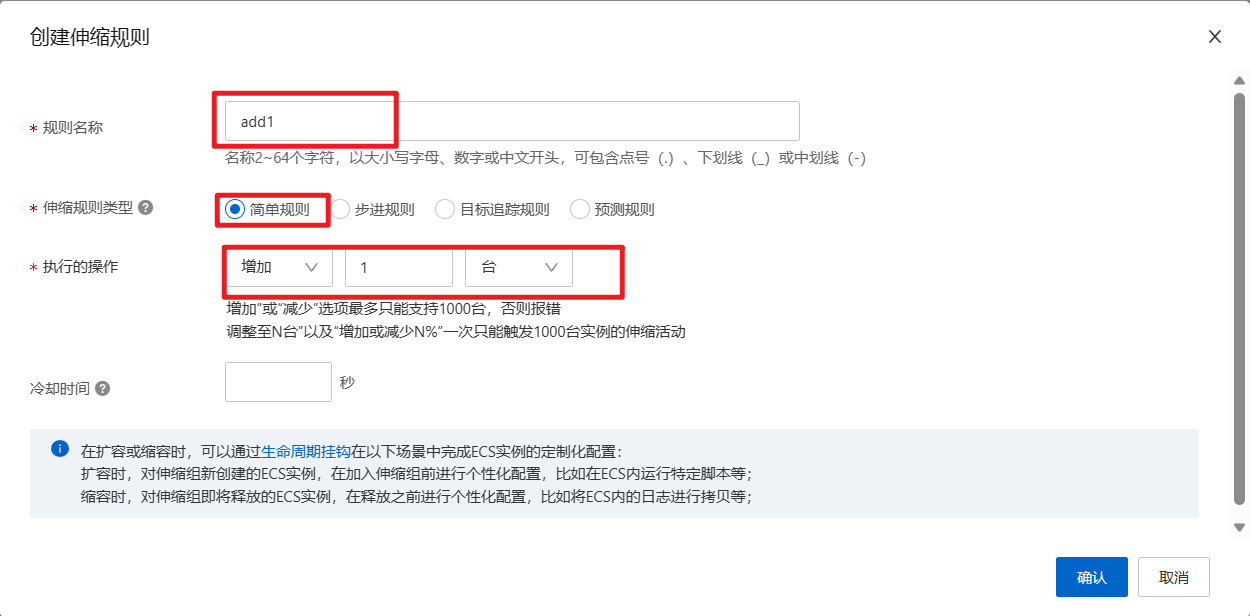 创建伸缩规则
* 规则名称
add1
名称2~64个字符，以大小写字母、数字或中文开头，可包含点号（.）、下划线（_）或中划线（-）
* 伸缩规则类型 ?
简单规则 步进规则 目标追踪规则 预测规则
* 执行的操作
增加 1 台
增加”或“减少”选项最多只能支持1000台，否则报错
调整至N台”以及“增加或减少N%”一次只能触发1000台实例的伸缩活动
冷却时间 ? 秒
在扩容或缩容时，可以通过生命周期挂钩在以下场景中完成ECS实例的定制化配置：
扩容时，对伸缩组新创建的ECS实例，在加入伸缩组前进行个性化配置，比如在ECS内运行特定脚本等；
缩容时，对伸缩组即将释放的ECS实例，在释放之前进行个性化配置，比如将ECS内的日志进行拷贝等；
确认 取消